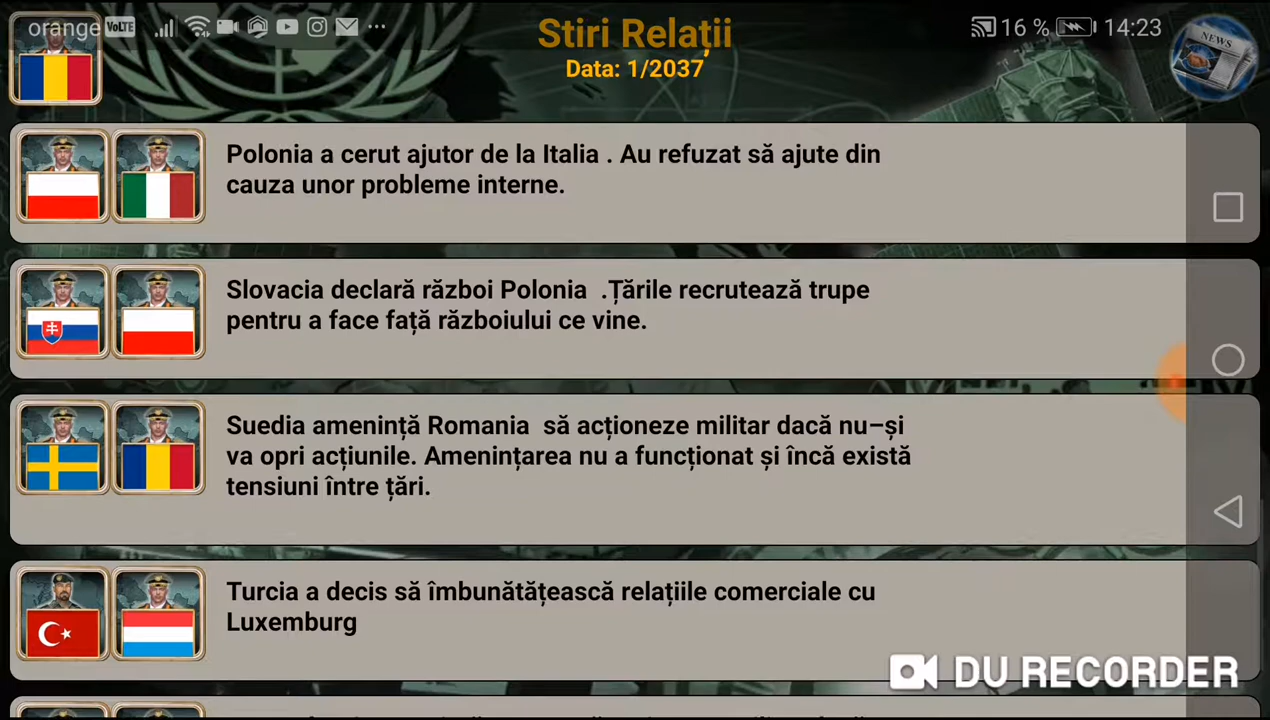 orange VoLTE
16 %
14:23
Stiri Relații
Data: 1/2037
NEWS
Polonia a cerut ajutor de la Italia . Au refuzat să ajute din
cauza unor probleme interne.
Slovacia declară război Polonia .Țările recrutează trupe
pentru a face față războiului ce vine.
Suedia amenință Romania să acționeze militar dacă nu–și
va opri acțiunile. Amenințarea nu a funcționat și încă există
tensiuni între țări.
Turcia a decis să îmbunătățească relațiile comerciale cu
Luxemburg
DU RECORDER